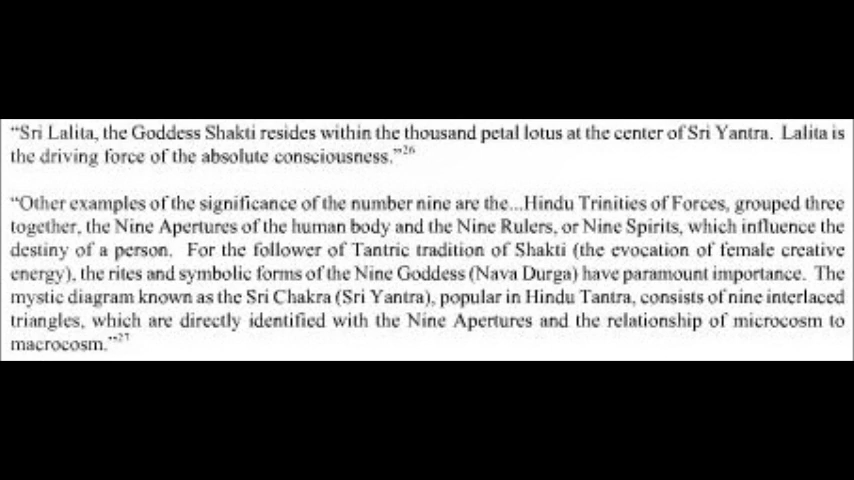 “Sri Lalita, the Goddess Shakti resides within the thousand petal lotus at the center of Sri Yantra. Lalita is
the driving force of the absolute consciousness.”26
“Other examples of the significance of the number nine are the...Hindu Trinities of Forces, grouped three
together, the Nine Apertures of the human body and the Nine Rulers, or Nine Spirits, which influence the
destiny of a person. For the follower of Tantric tradition of Shakti (the evocation of female creative
energy), the rites and symbolic forms of the Nine Goddess (Nava Durga) have paramount importance. The
mystic diagram known as the Sri Chakra (Sri Yantra), popular in Hindu Tantra, consists of nine interlaced
triangles, which are directly identified with the Nine Apertures and the relationship of microcosm to
macrocosm.”27